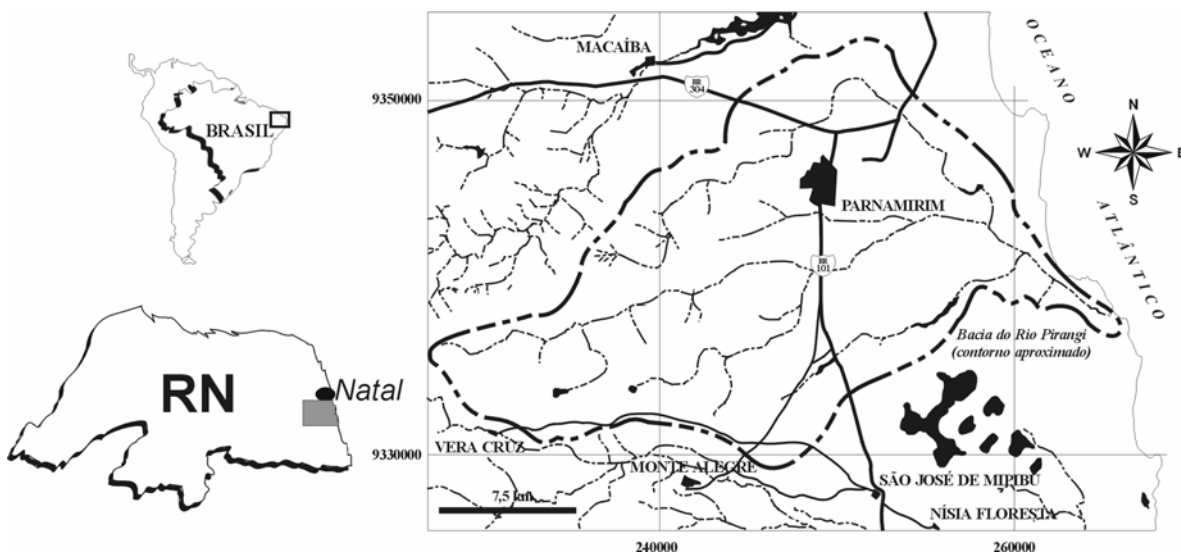 BRASIL
RN
Natal
MACAÍBA
BR
304
9350000
PARNAMIRIM
BR
101
OCEANO
ATLÂNTICO
N
W
E
S
Bacia do Rio Pirangi
(contorno aproximado)
VERA CRUZ
9330000
MONTE ALEGRE
SÃO JOSÉ DE MIPIBÚ
7,5 km
NÍSIA FLORESTA
240000
260000